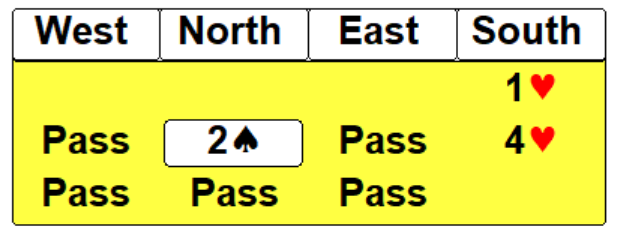 West North East South
1♥
Pass 2♠ Pass 4♥
Pass Pass Pass